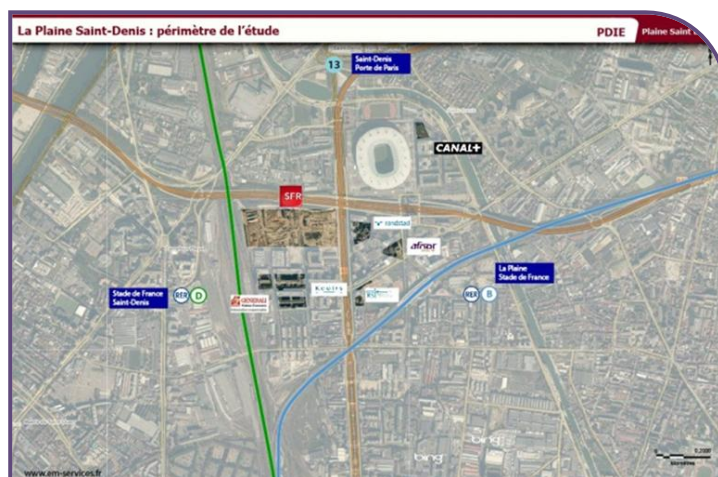 La Plaine Saint-Denis : périmètre de l'étude
PDIE
Plaine Saint
13
Saint-Denis
Porte de Paris
CANAL+
SFR
randstad
afnor
La Plaine
Stade de France
RER B
Stade de France
Saint-Denis
RER D
GENERALI
KEOLIS
bing
bing
www.em-services.fr